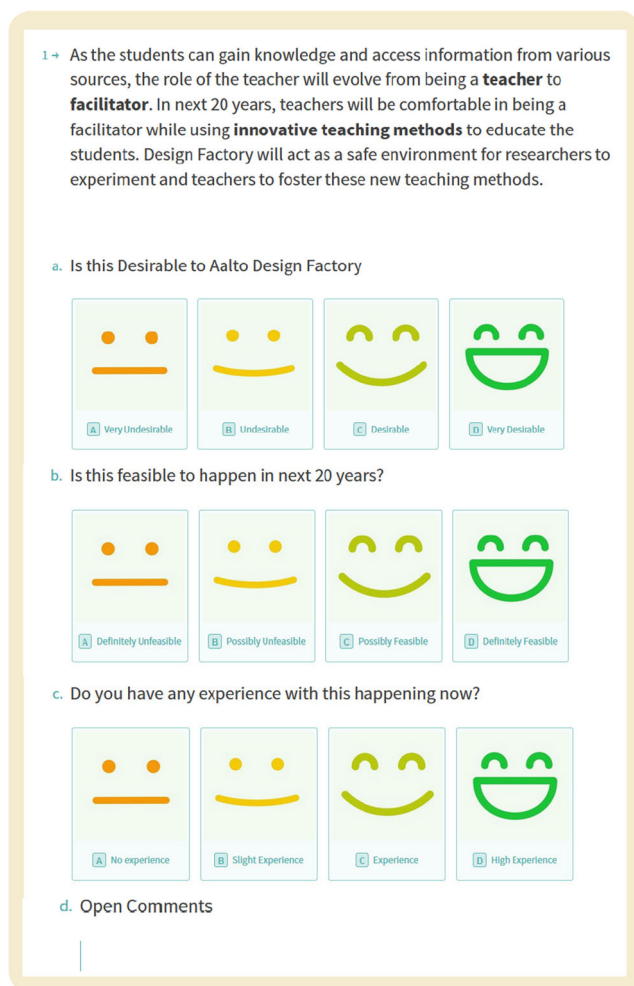 1→ As the students can gain knowledge and access information from various
sources, the role of the teacher will evolve from being a teacher to
facilitator. In next 20 years, teachers will be comfortable in being a
facilitator while using innovative teaching methods to educate the
students. Design Factory will act as a safe environment for researchers to
experiment and teachers to foster these new teaching methods.
a. Is this Desirable to Aalto Design Factory
A Very Undesirable B Undesirable C Desirable D Very Desirable
b. Is this feasible to happen in next 20 years?
A Definitely Unfeasible B Possibly Unfeasible C Possibly Feasible D Definitely Feasible
c. Do you have any experience with this happening now?
A No experience B Slight Experience C Experience D High Experience
d. Open Comments